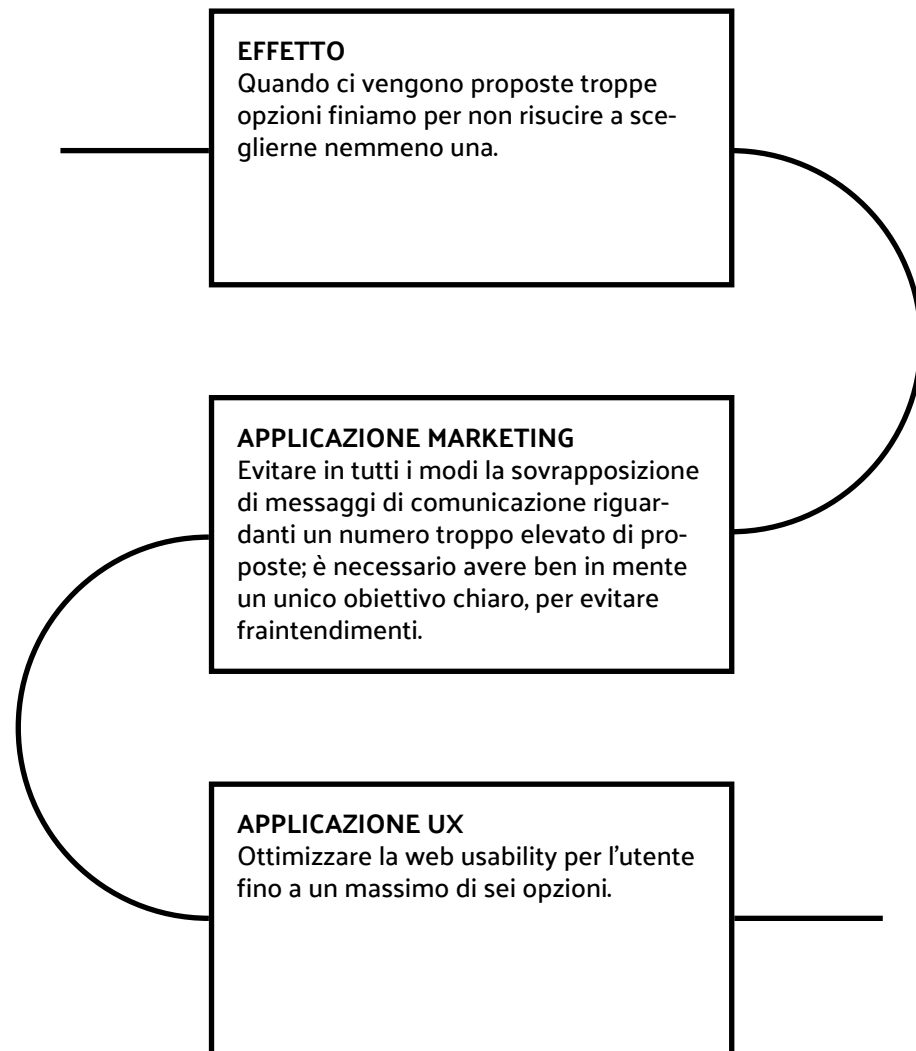 EFFETTO
Quando ci vengono proposte troppe
opzioni finiamo per non risucire a sce-
glierne nemmeno una.
APPLICAZIONE MARKETING
Evitare in tutti i modi la sovrapposizione
di messaggi di comunicazione riguar-
danti un numero troppo elevato di pro-
poste; è necessario avere ben in mente
un unico obiettivo chiaro, per evitare
fraintendimenti.
APPLICAZIONE UX
Ottimizzare la web usability per l’utente
fino a un massimo di sei opzioni.